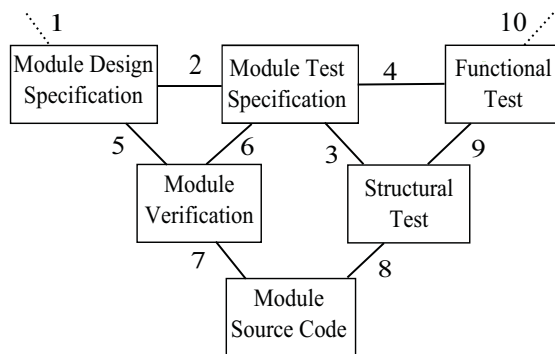 1
10
Module Design
Specification
2
Module Test
Specification
4
Functional
Test
5
6
3
9
Module
Verification
Structural
Test
7
8
Module
Source Code